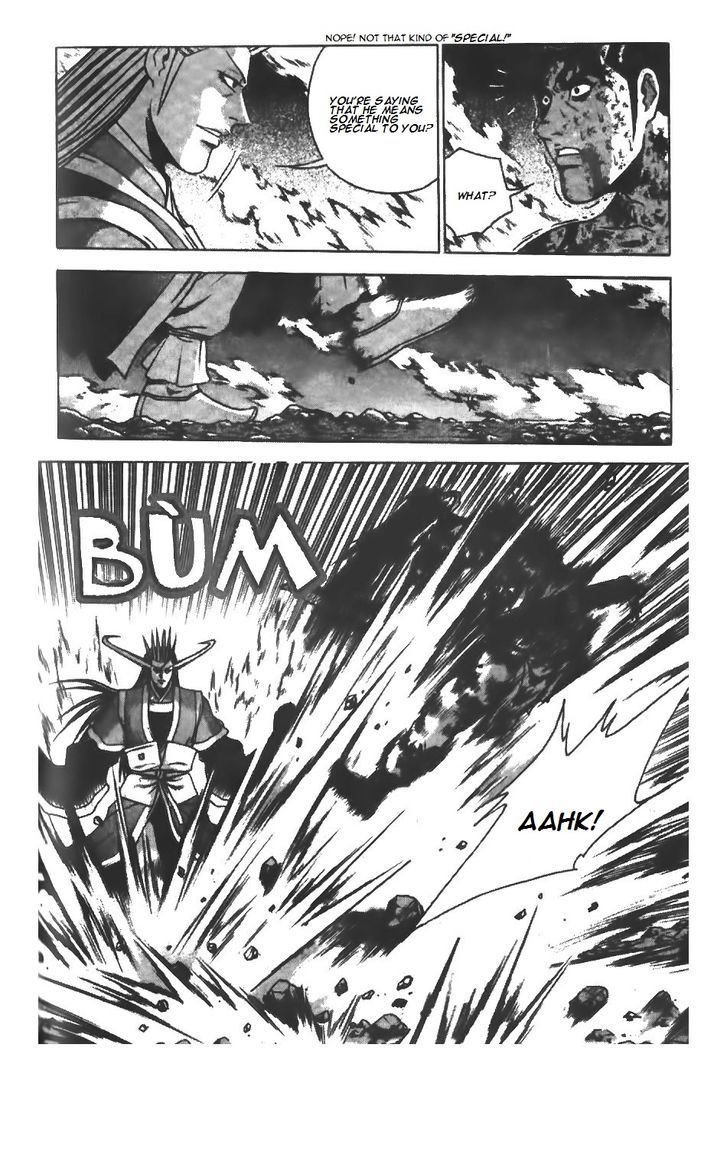 NOPE! NOT THAT KIND OF "SPECIAL!"
YOU'RE SAYING
THAT HE MEANS
SOMETHING
SPECIAL TO YOU?
WHAT?
BÙM
AAHK!